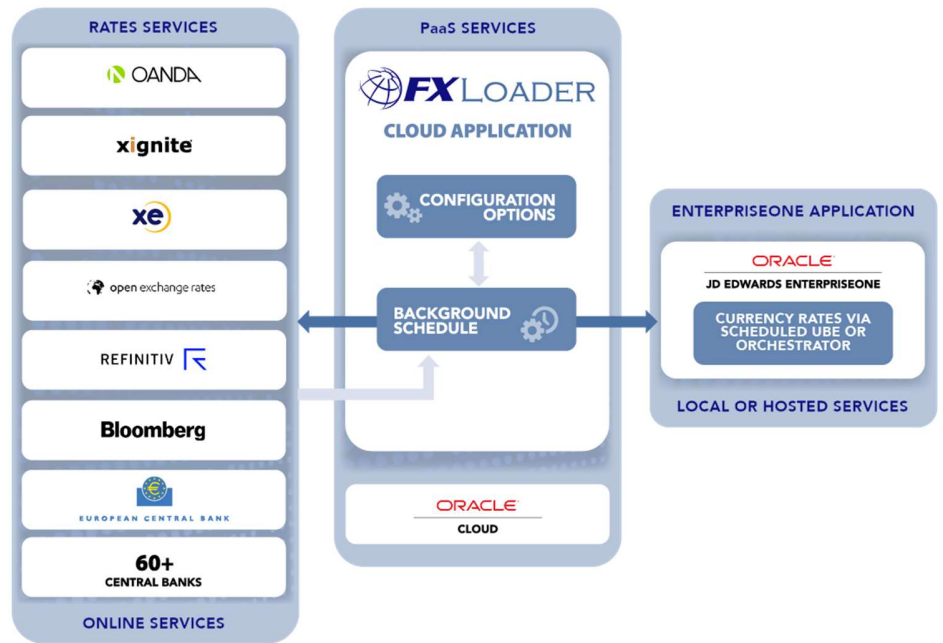 RATES SERVICES
OANDA
xignite
xe
open exchange rates
REFINITIV
Bloomberg
EUROPEAN CENTRAL BANK
60+
CENTRAL BANKS
ONLINE SERVICES
PaaS SERVICES
FXLOADER
CLOUD APPLICATION
CONFIGURATION
OPTIONS
BACKGROUND
SCHEDULE
ORACLE
CLOUD
ENTERPRISEONE APPLICATION
ORACLE
JD EDWARDS ENTERPRISEONE
CURRENCY RATES VIA
SCHEDULED UBE OR
ORCHESTRATOR
LOCAL OR HOSTED SERVICES